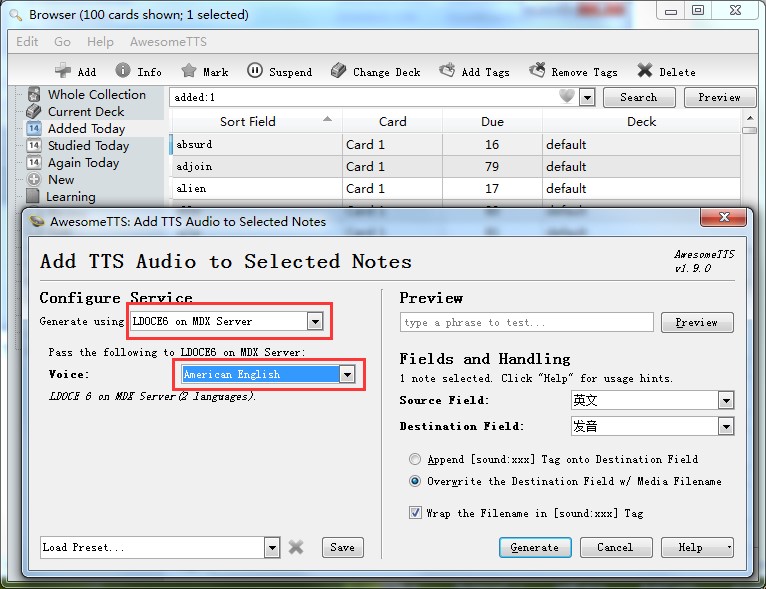 Browser (100 cards shown; 1 selected)
Edit Go Help AwesomeTTS
Add Info Mark Suspend Change Deck Add Tags Remove Tags Delete
Whole Collection
Current Deck
14 Added Today
14 Studied Today
14 Again Today
New
Learning
added:1 Search Preview
Sort Field Card Due Deck
absurd Card 1 16 default
adjoin Card 1 79 default
alien Card 1 17 default
AwesomeTTS: Add TTS Audio to Selected Notes
Add TTS Audio to Selected Notes
AwesomeTTS
v1.9.0
Configure Service
Generate using LDOCE6 on MDX Server
Pass the following to LDOCE6 on MDX Server:
Voice: American English
LDOCE 6 on MDX Server(2 languages).
Load Preset... Save
Preview
type a phrase to test... Preview
Fields and Handling
1 note selected. Click "Help" for usage hints.
Source Field: 英文
Destination Field: 发音
Append [sound:xxx] Tag onto Destination Field
Overwrite the Destination Field w/ Media Filename
Wrap the Filename in [sound:xxx] Tag
Generate Cancel Help